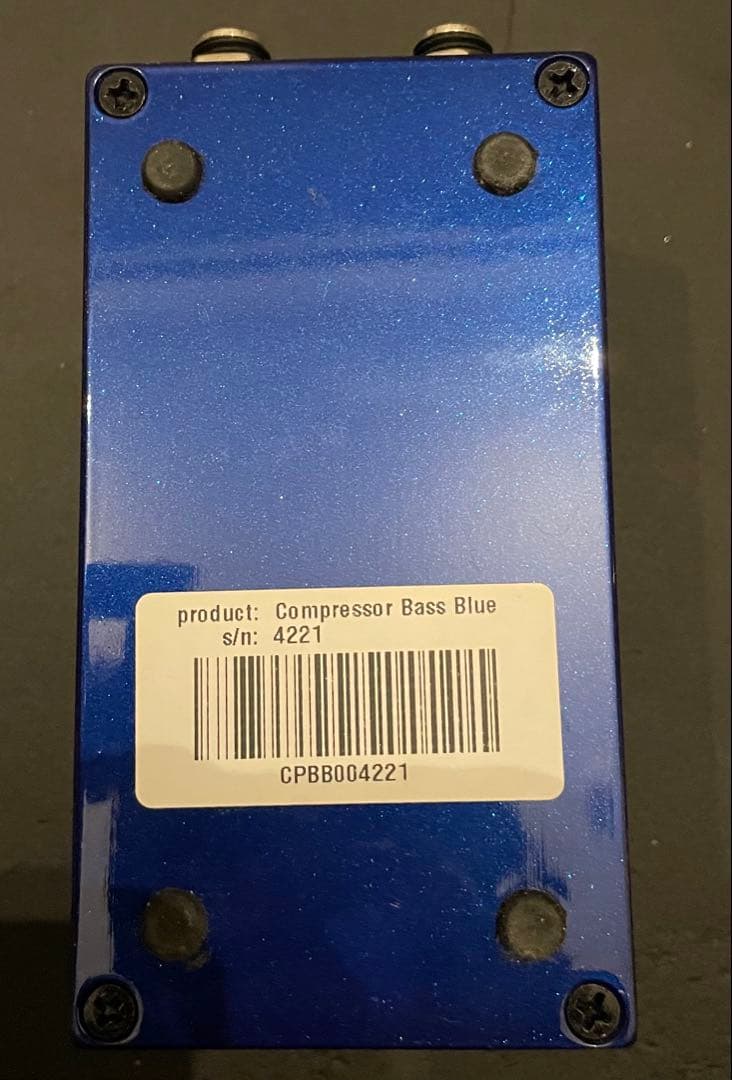 product: Compressor Bass Blue
s/n: 4221
CPBB004221